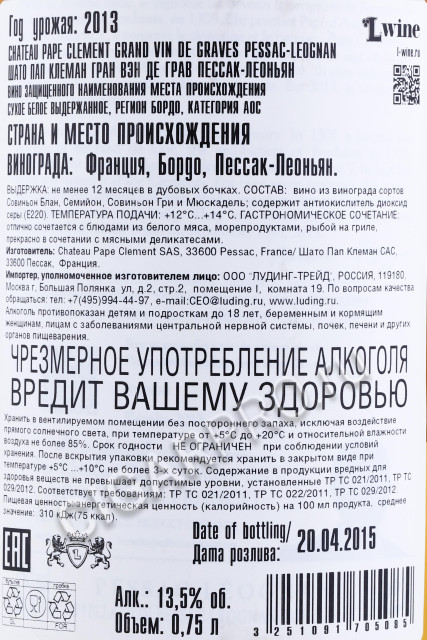 Год урожая: 2013
Lwine
l-wine.ru
CHATEAU PAPE CLEMENT GRAND VIN DE GRAVES PESSAC-LEOGNAN
ШАТО ПАП КЛЕМАН ГРАН ВЭН ДЕ ГРАВ ПЕССАК-ЛЕОНЬЯН
ВИНО ЗАЩИЩЕННОГО НАИМЕНОВАНИЯ МЕСТА ПРОИСХОЖДЕНИЯ
СУХОЕ БЕЛОЕ ВЫДЕРЖАННОЕ, РЕГИОН БОРДО, КАТЕГОРИЯ АОС
СТРАНА И МЕСТО ПРОИСХОЖДЕНИЯ
ВИНОГРАДА: Франция, Бордо, Пессак-Леоньян.
ВЫДЕРЖКА: не менее 12 месяцев в дубовых бочках. СОСТАВ: вино из винограда сортов
Совиньон Блан, Семийон, Совиньон Гри и Мюскадель; содержит антиокислитель диоксид
серы (Е220). ТЕМПЕРАТУРА ПОДАЧИ: +12°С...+14°С. ГАСТРОНОМИЧЕСКОЕ СОЧЕТАНИЕ:
отлично сочетается с блюдами из белого мяса, морепродуктами, рыбой на гриле,
прекрасно в сочетании с мясными деликатесами.
Изготовитель: Chateau Pape Clement SAS, 33600 Pessac, France/ Шато Пап Клеман САС,
33600 Пессак, Франция.
Импортер, уполномоченное изготовителем лицо: ООО "ЛУДИНГ-ТРЕЙД", РОССИЯ, 119180,
Москва г, Большая Полянка ул, д.2, стр.2, помещение I, комната 19. По вопросам качества
обращаться: тел: +7(495)994-44-97, e-mail:CEO@luding.ru, www.luding.ru.
Алкоголь противопоказан детям и подросткам до 18 лет, беременным и кормящим
женщинам, лицам с заболеваниями центральной нервной системы, почек, печени и других
органов пищеварения.
ЧРЕЗМЕРНОЕ УПОТРЕБЛЕНИЕ АЛКОГОЛЯ
ВРЕДИТ ВАШЕМУ ЗДОРОВЬЮ
Хранить в вентилируемом помещении без постороннего запаха, исключая воздействие
прямого солнечного света, при температуре от +5°С до +20°С и относительной влажности
воздуха не более 85%. Срок годности НЕ ОГРАНИЧЕН при соблюдении условий
хранения. После вскрытия упаковки рекомендуется хранить в закрытом виде при
температуре +5°С ...+10°С не более 3-х суток. Содержание в продукции вредных для
здоровья веществ не превышает допустимые уровни, установленные ТР ТС 021/2011, ТР ТС
029/2012. Соответствует требованиям: ТР ТС 021/2011, ТР ТС 022/2011, ТР ТС 029/2012.
Пищевая ценность: энергетическая ценность (калорийность) на 100 мл продукта, среднее
значение: 310 кДж(75 ккал)
EAC
Date of bottling/
Дата розлива:
20.04.2015
Алк.: 13,5% об.
Объем: 0,75 л
3 251091 705085